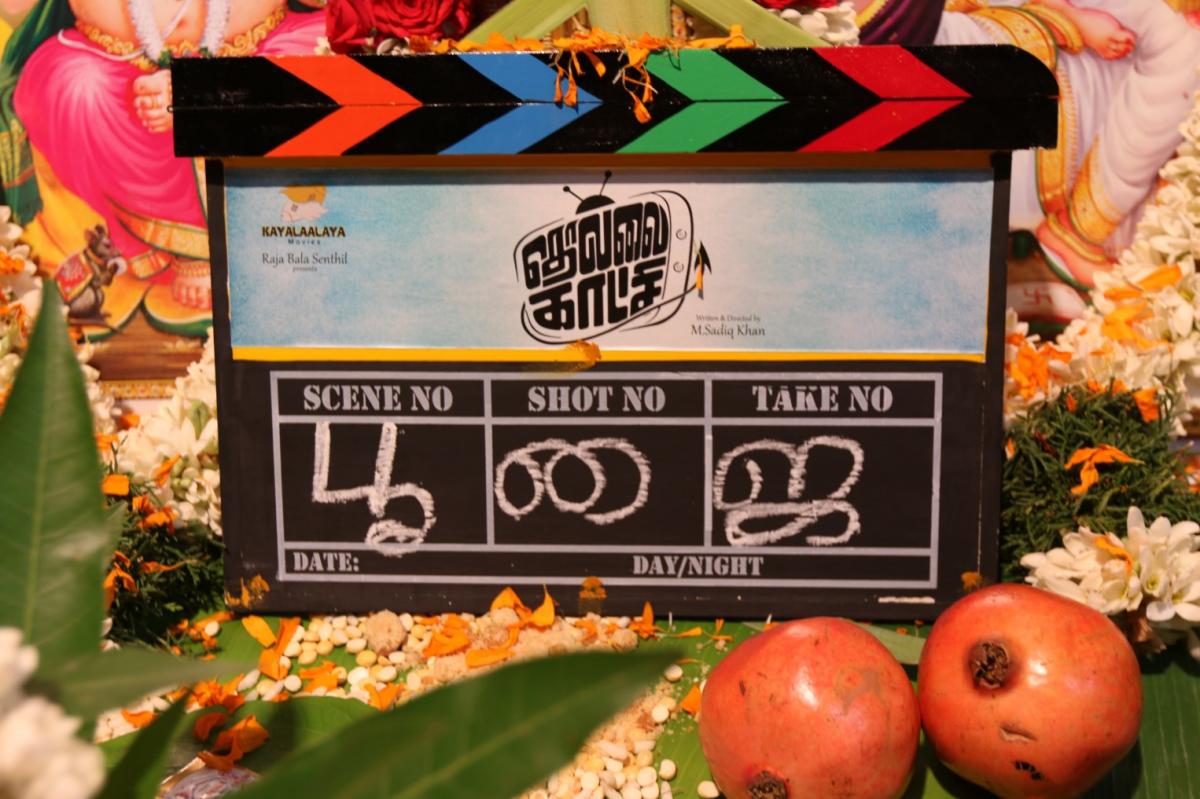 KAYALAALAYA
Movies
Raja Bala Senthil
presents
தொல்லை
காட்சி
Written & Directed by
M.Sadiq Khan
SCENE NO
SHOT NO
TAKE NO
பூ
ை
ஜ
DATE:
DAY/NIGHT